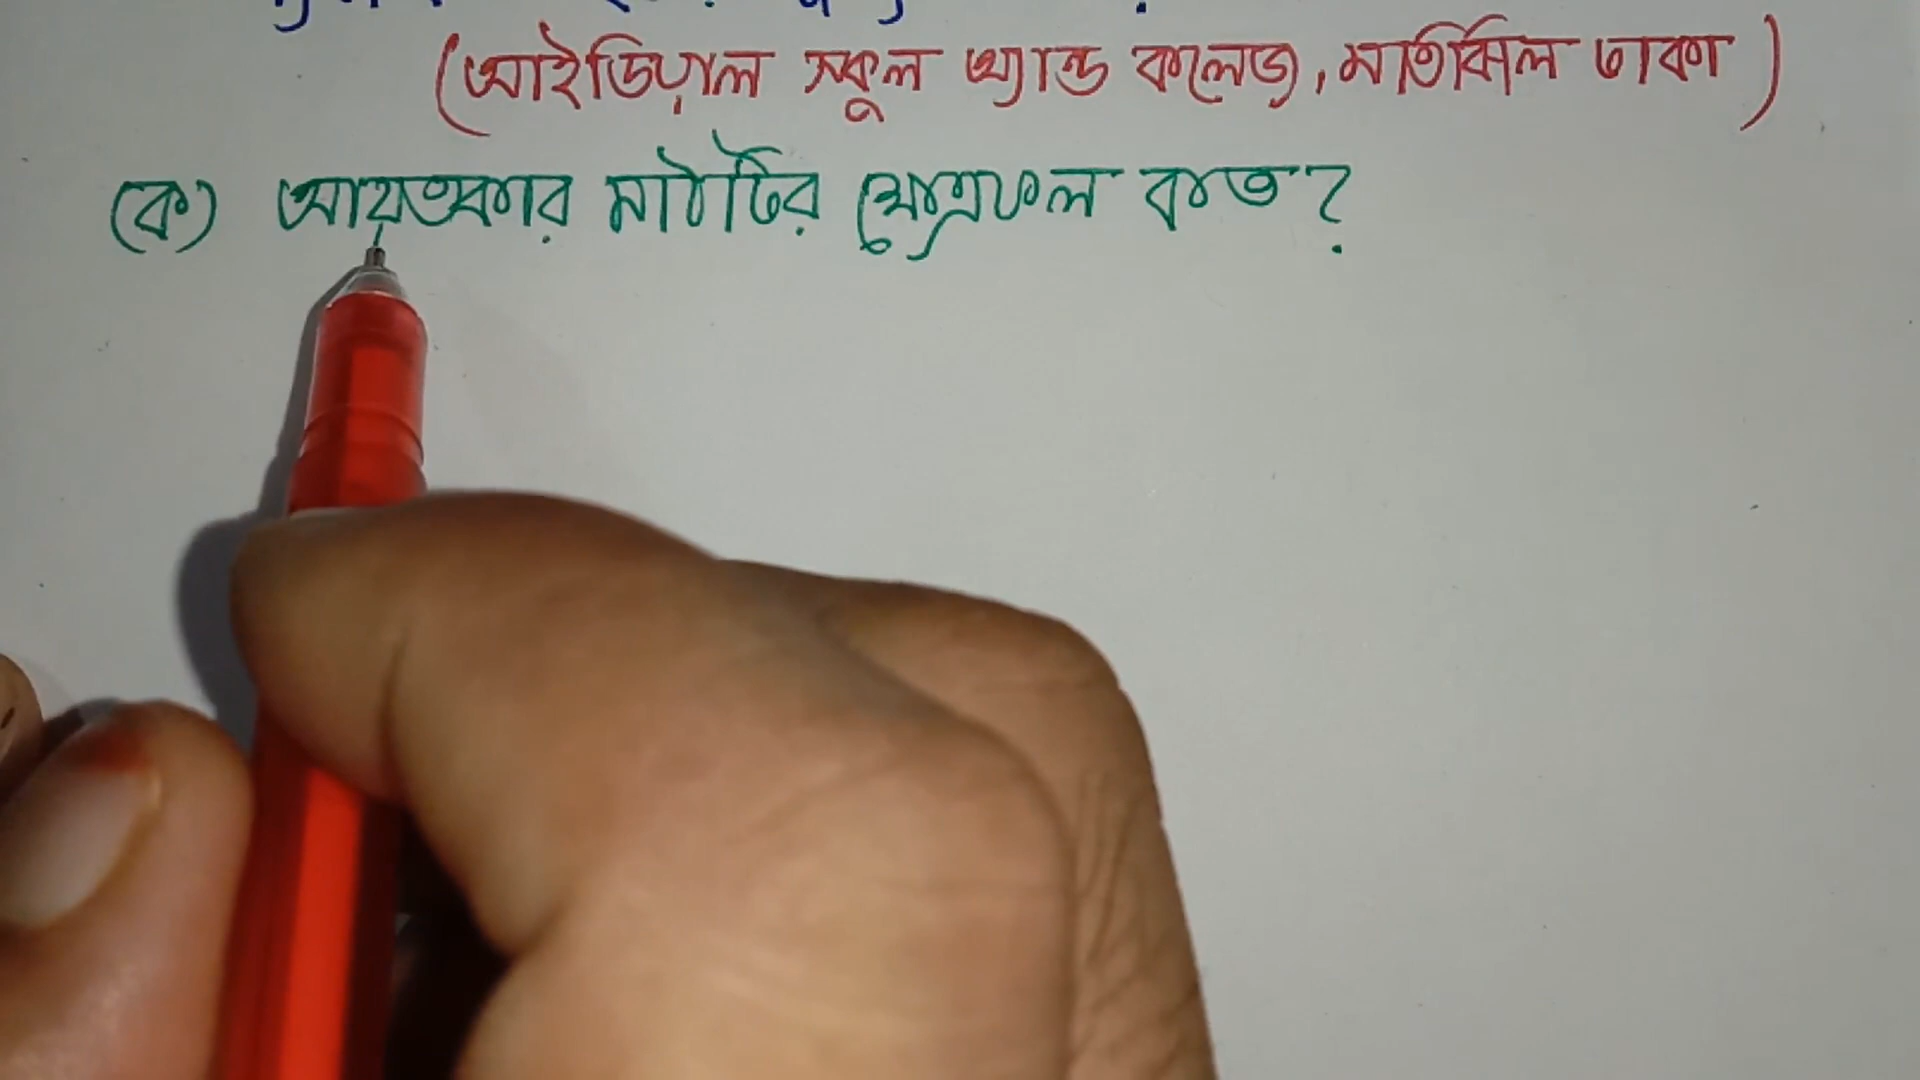 (আইডিয়াল স্কুল অ্যান্ড কলেজ, মতিঝিল ঢাকা)
(ক) আয়তকার মাঠটির ক্ষেত্রফল কত?